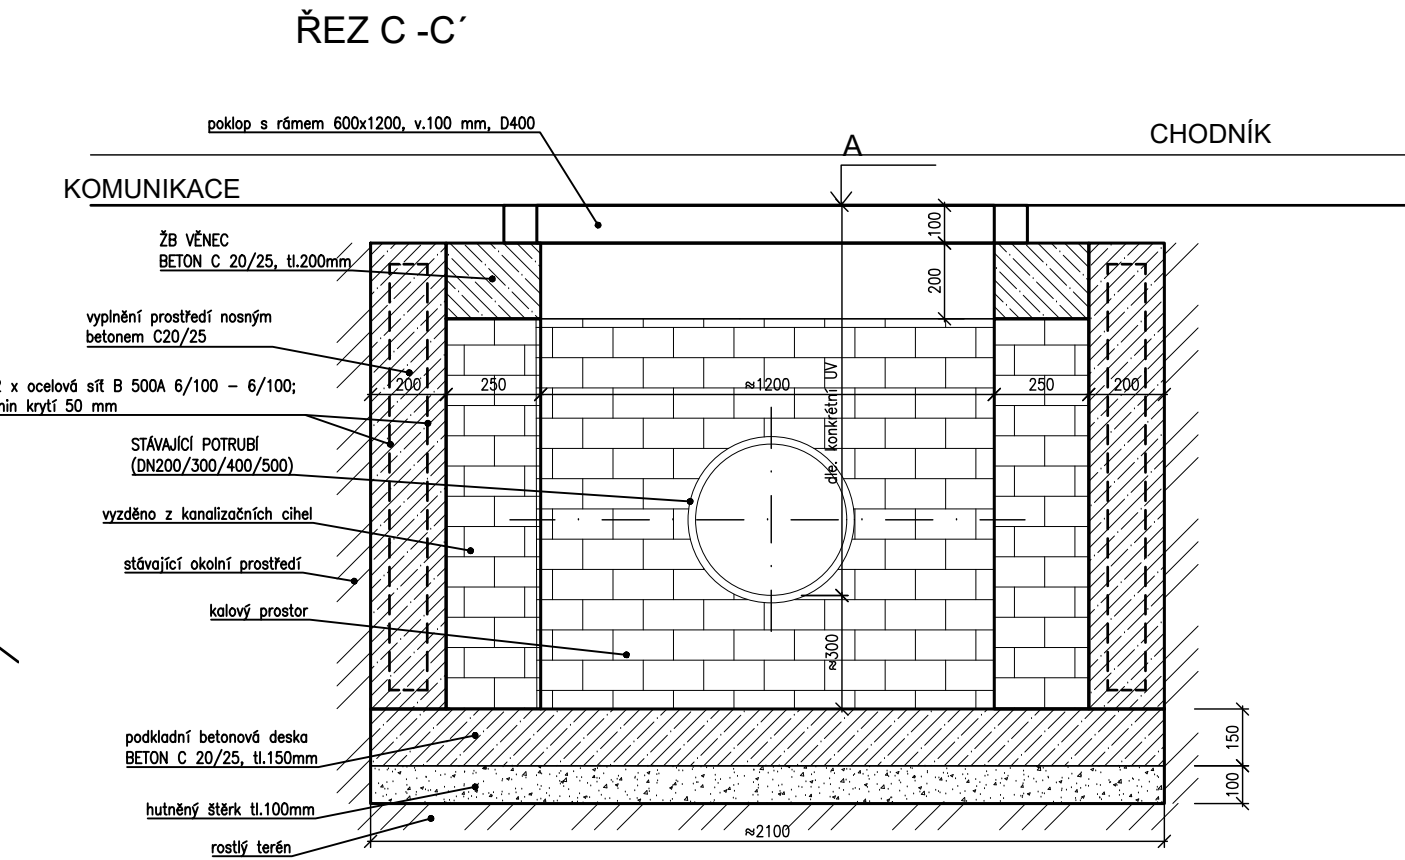 ŘEZ C -C´
poklop s rámem 600x1200, v.100 mm, D400
A
CHODNÍK
KOMUNIKACE
ŽB VĚNEC
BETON C 20/25, tl.200mm
100
200
vyplnění prostředí nosným
betonem C20/25
x ocelová síť B 500A 6/100 – 6/100;
krytí 50 mm
200
250
≈1200
250
200
dle. konkrétní UV
STÁVAJÍCÍ POTRUBÍ
(DN200/300/400/500)
vyzděno z kanalizačních cihel
stávající okolní prostředí
kalový prostor
≈300
podkladní betonová deska
BETON C 20/25, tl.150mm
150
100
hutněný štěrk tl.100mm
rostlý terén
≈2100